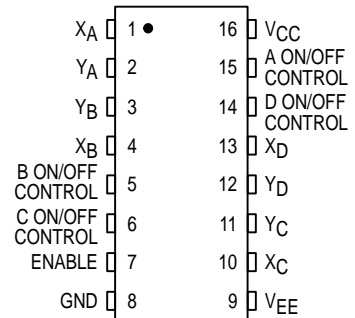 XA 1 16 VCC
YA 2 15 A ON/OFF CONTROL
YB 3 14 D ON/OFF CONTROL
XB 4 13 XD
B ON/OFF CONTROL 5 12 YD
C ON/OFF CONTROL 6 11 YC
ENABLE 7 10 XC
GND 8 9 VEE